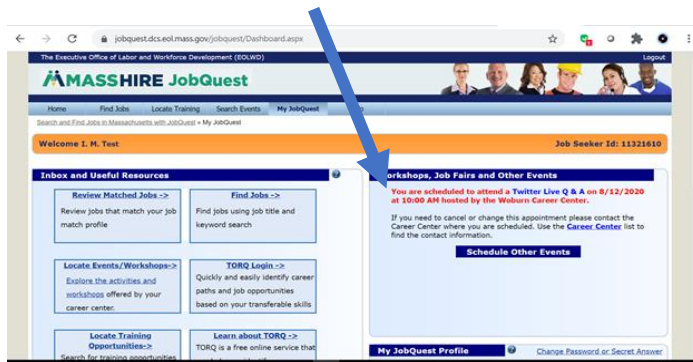 jobquest.dcs.eol.mass.gov/jobquest/Dashboard.aspx
The Executive Office of Labor and Workforce Development (EOLWD)
Logout
MASSHIRE JobQuest
Home Find Jobs Locate Training Search Events My JobQuest
Search and Find Jobs in Massachusetts with JobQuest » My JobQuest
Welcome I. M. Test
Job Seeker Id: 11321610
Inbox and Useful Resources
Review Matched Jobs ->
Review jobs that match your job
match profile
Find Jobs ->
Find jobs using job title and
keyword search
Locate Events/Workshops->
Explore the activities and
workshops offered by your
career center.
TORQ Login ->
Quickly and easily identify career
paths and job opportunities
based on your transferable skills
Locate Training
Opportunities->
Search for training opportunities
Learn about TORQ ->
TORQ is a free online service that
Workshops, Job Fairs and Other Events
You are scheduled to attend a Twitter Live Q & A on 8/12/2020
at 10:00 AM hosted by the Woburn Career Center.
If you need to cancel or change this appointment please contact the
Career Center where you are scheduled. Use the Career Center list to
find the contact information.
Schedule Other Events
My JobQuest Profile
Change Password or Secret Answer